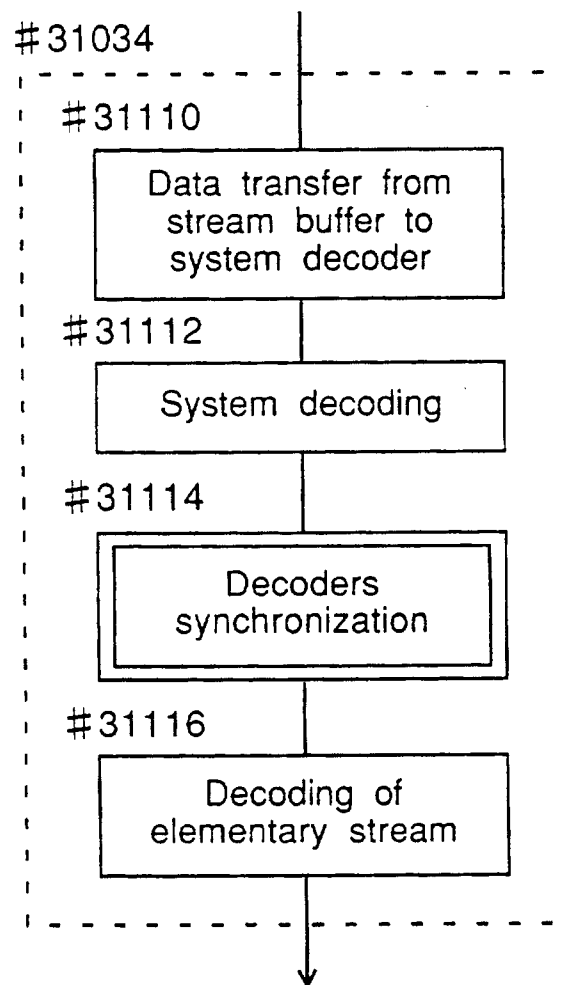 #31034
#31110
Data transfer from
stream buffer to
system decoder
#31112
System decoding
#31114
Decoders
synchronization
#31116
Decoding of
elementary stream